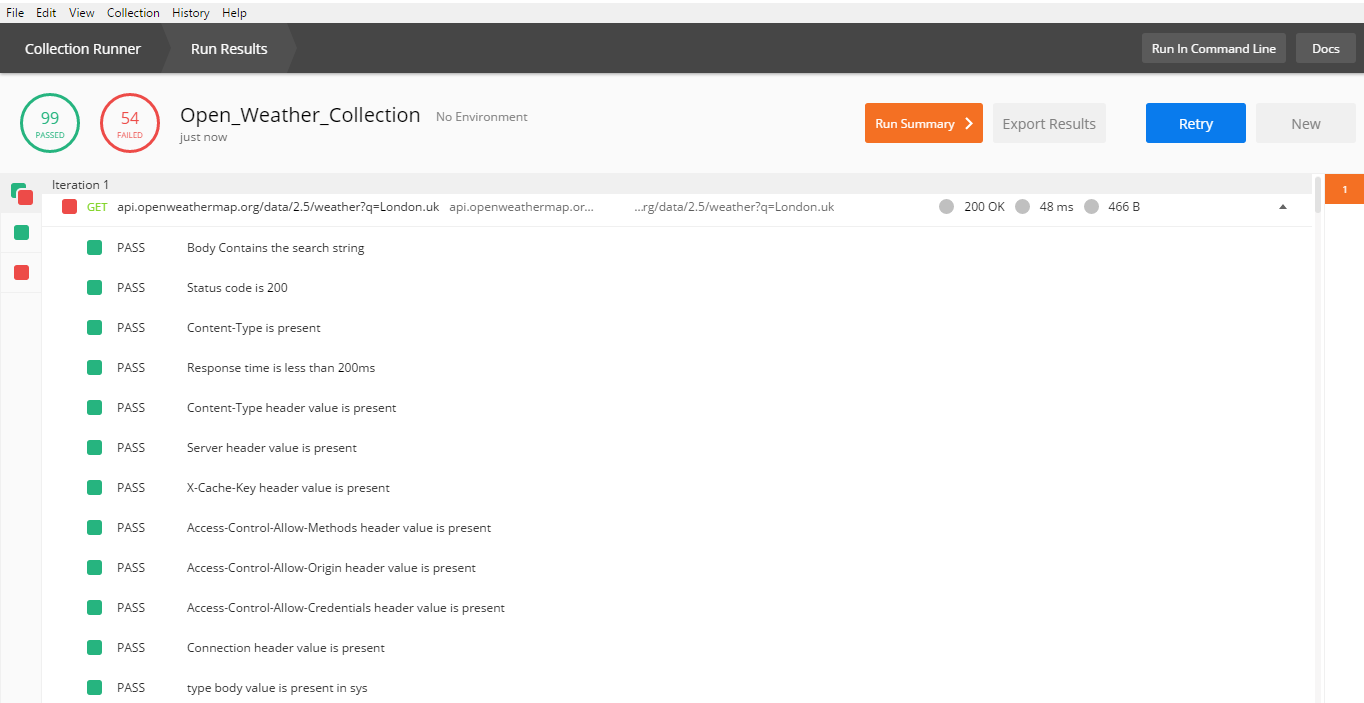 File Edit View Collection History Help
Collection Runner Run Results Run In Command Line Docs
99 PASSED 54 FAILED Open_Weather_Collection No Environment Run Summary Export Results Retry New
just now
Iteration 1 1
GET api.openweathermap.org/data/2.5/weather?q=London.uk api.openweathermap.or... ...rg/data/2.5/weather?q=London.uk 200 OK 48 ms 466 B
PASS Body Contains the search string
PASS Status code is 200
PASS Content-Type is present
PASS Response time is less than 200ms
PASS Content-Type header value is present
PASS Server header value is present
PASS X-Cache-Key header value is present
PASS Access-Control-Allow-Methods header value is present
PASS Access-Control-Allow-Origin header value is present
PASS Access-Control-Allow-Credentials header value is present
PASS Connection header value is present
PASS type body value is present in sys